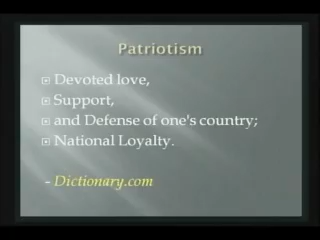 Patriotism
Devoted love,
Support,
and Defense of one's country;
National Loyalty.
- Dictionary.com